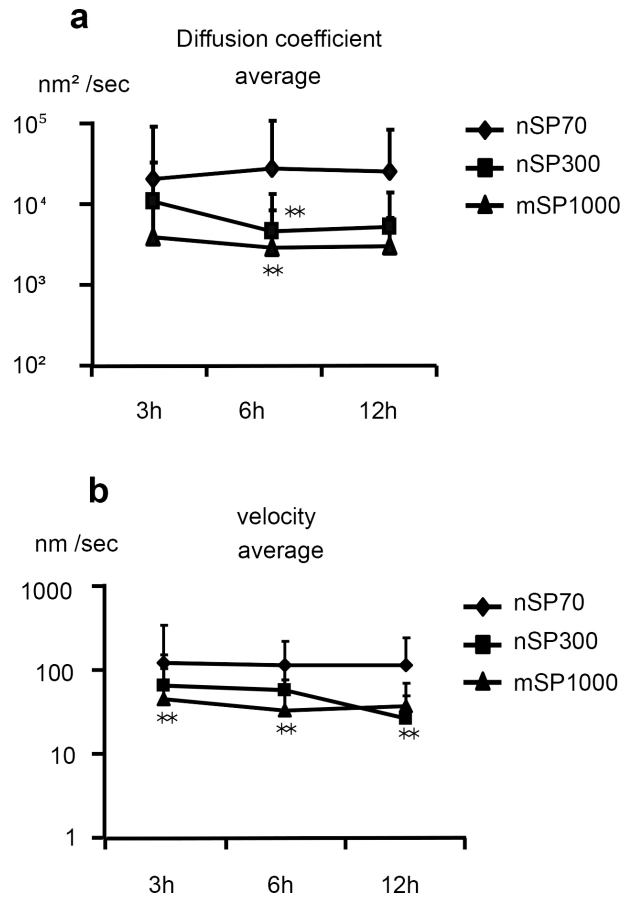 a
Diffusion coefficient
average
nm² /sec
10⁵
10⁴
10³
10²
**
**
3h
6h
12h
nSP70
nSP300
mSP1000
b
velocity
average
nm /sec
1000
100
10
1
**
**
**
3h
6h
12h
nSP70
nSP300
mSP1000